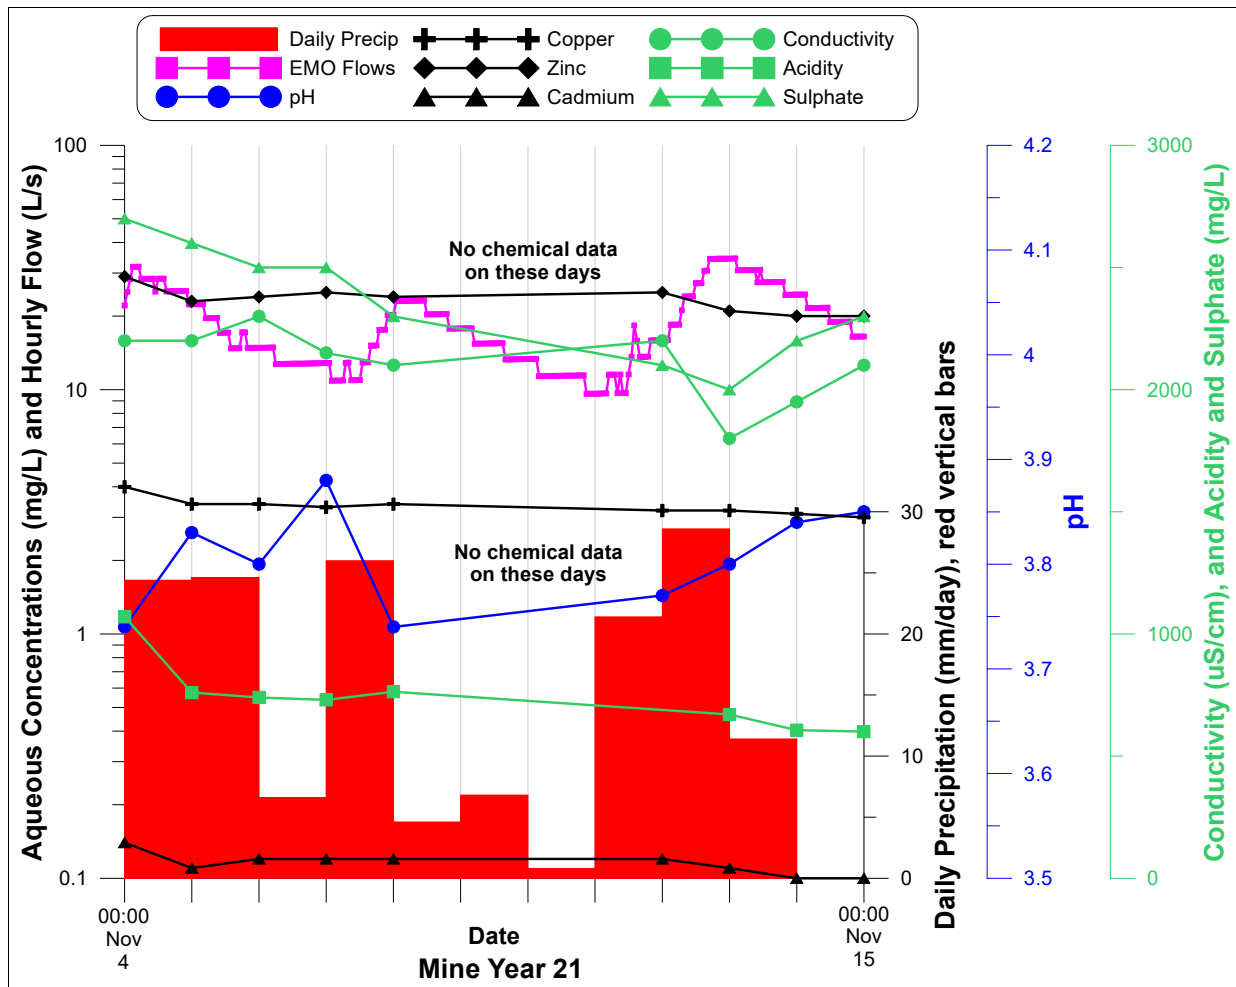 Daily Precip
EMO Flows
pH
Copper
Zinc
Cadmium
Conductivity
Acidity
Sulphate
Aqueous Concentrations (mg/L) and Hourly Flow (L/s)
100
10
1
0.1
No chemical data
on these days
No chemical data
on these days
30
20
10
0
Daily Precipitation (mm/day), red vertical bars
4.2
4.1
4
3.9
3.8
3.7
3.6
3.5
pH
3000
2000
1000
0
Conductivity (uS/cm), and Acidity and Sulphate (mg/L)
00:00
Nov
4
00:00
Nov
15
Date
Mine Year 21